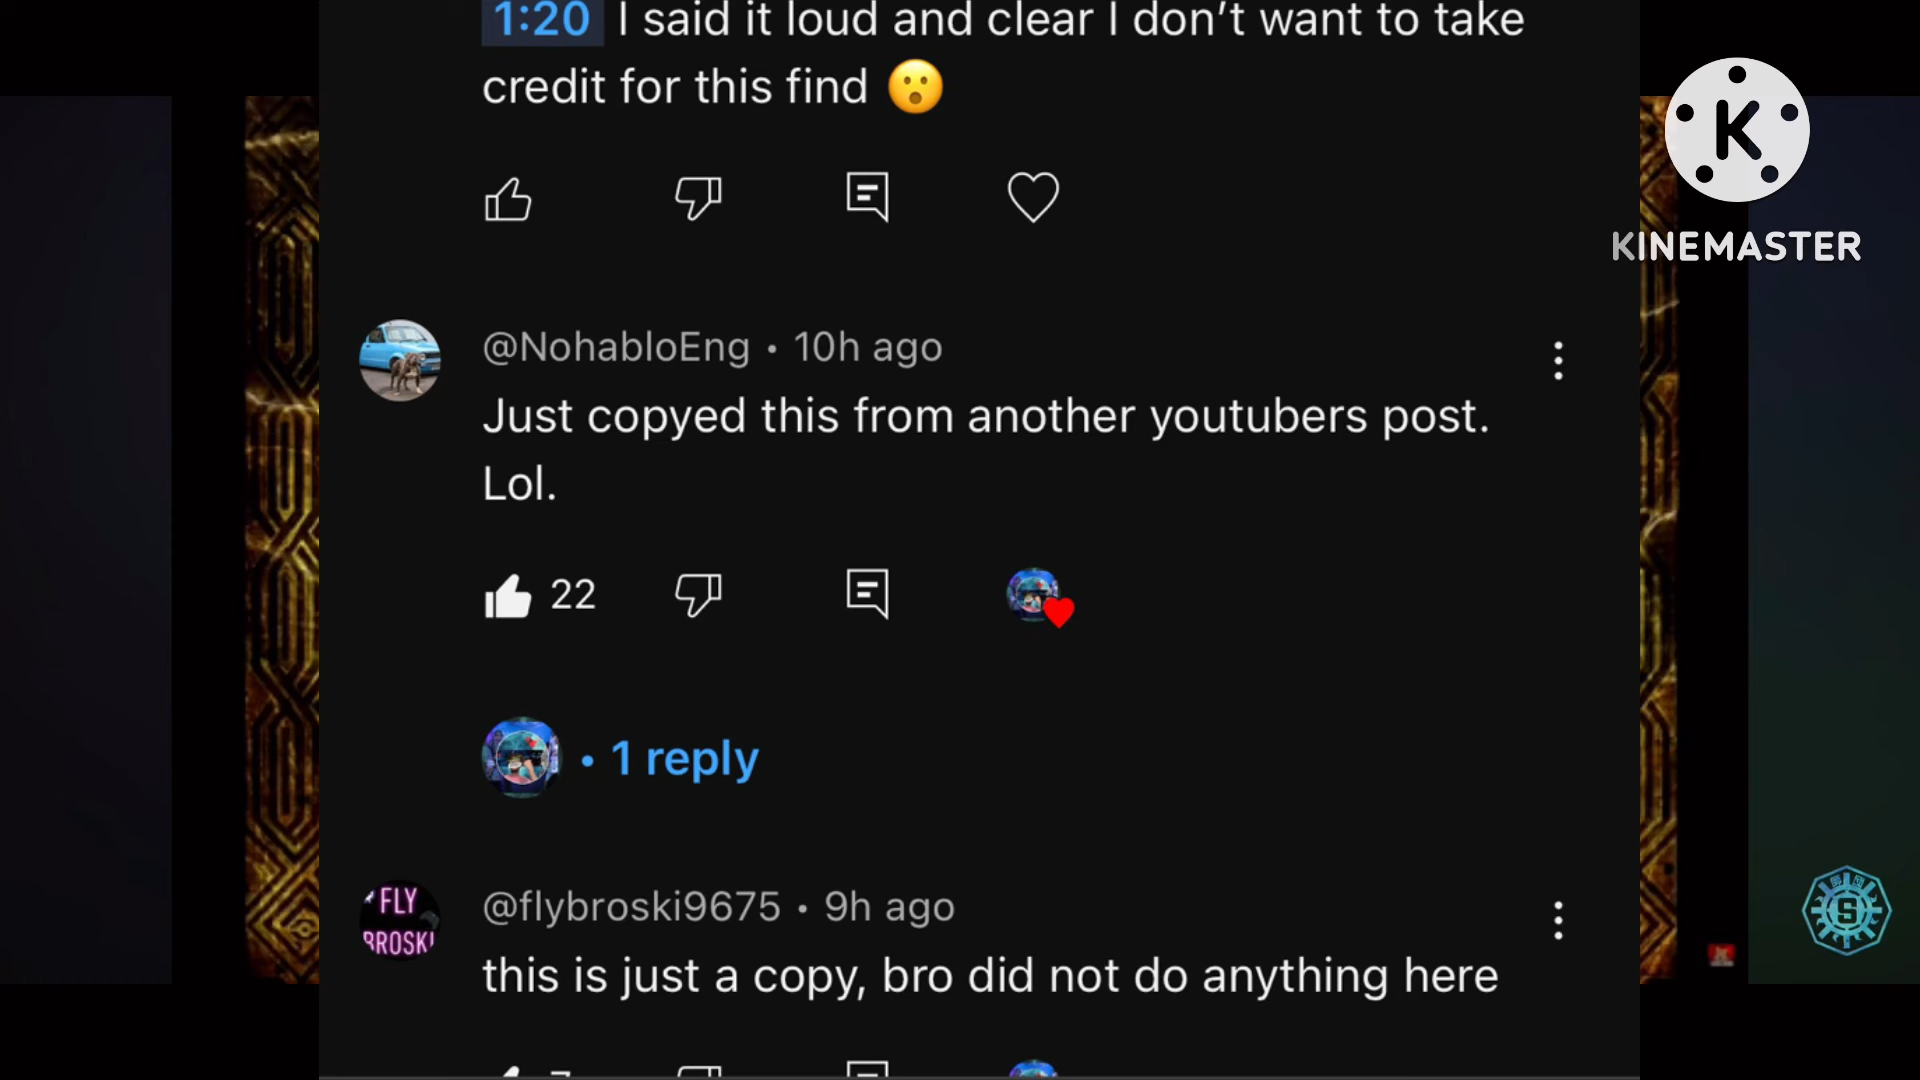 1:20 I said it loud and clear I don't want to take
credit for this find
K
KINEMASTER
@NohabloEng • 10h ago
Just copyed this from another youtubers post.
Lol.
22
• 1 reply
FLY
BROSKI
@flybroski9675 • 9h ago
this is just a copy, bro did not do anything here
S